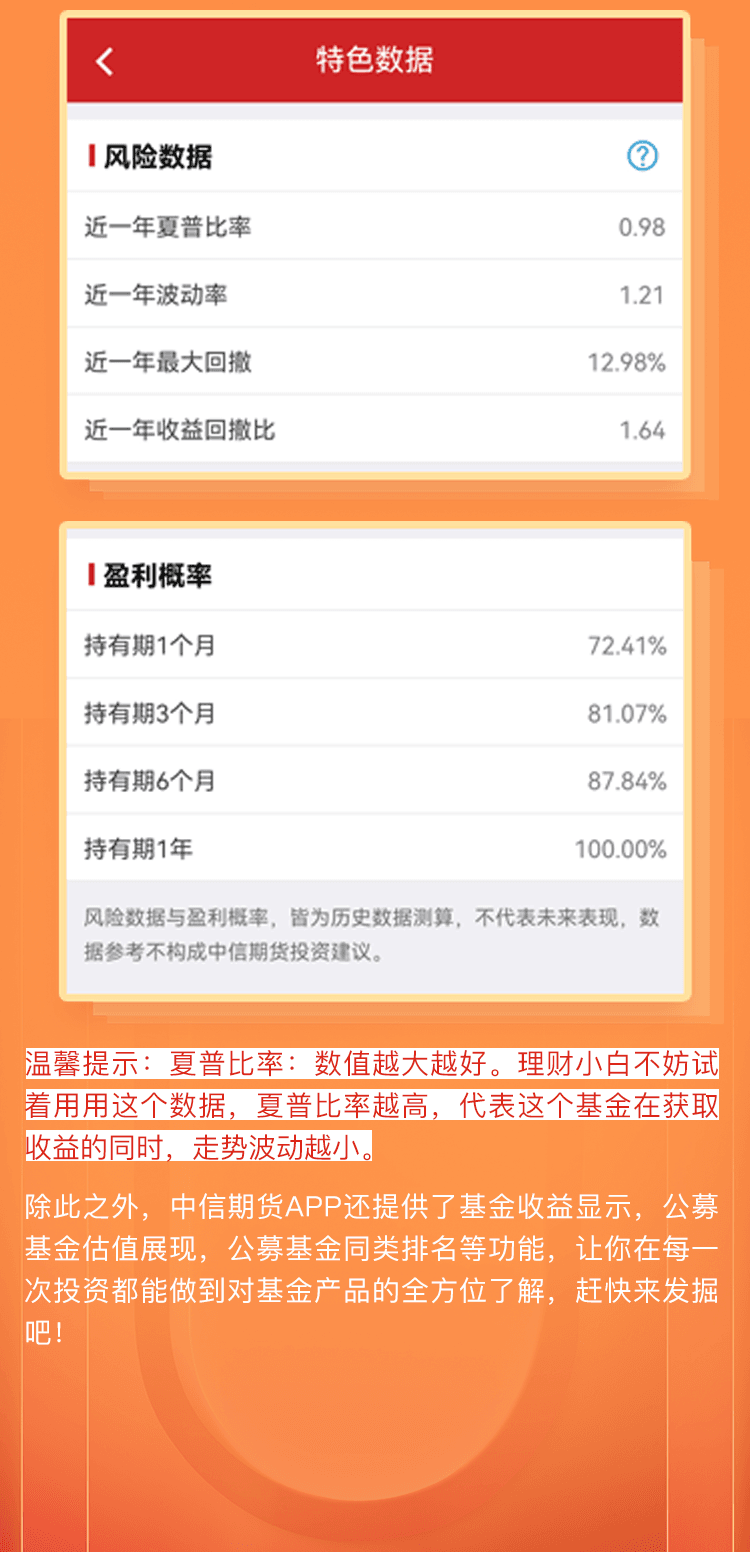 特色数据
风险数据
近一年夏普比率 0.98
近一年波动率 1.21
近一年最大回撤 12.98%
近一年收益回撤比 1.64
盈利概率
持有期1个月 72.41%
持有期3个月 81.07%
持有期6个月 87.84%
持有期1年 100.00%
风险数据与盈利概率，皆为历史数据测算，不代表未来表现，数
据参考不构成中信期货投资建议。
温馨提示：夏普比率：数值越大越好。理财小白不妨试
着用用这个数据，夏普比率越高，代表这个基金在获取
收益的同时，走势波动越小。
除此之外，中信期货APP还提供了基金收益显示，公募
基金估值展现，公募基金同类排名等功能，让你在每一
次投资都能做到对基金产品的全方位了解，赶快来发掘
吧！